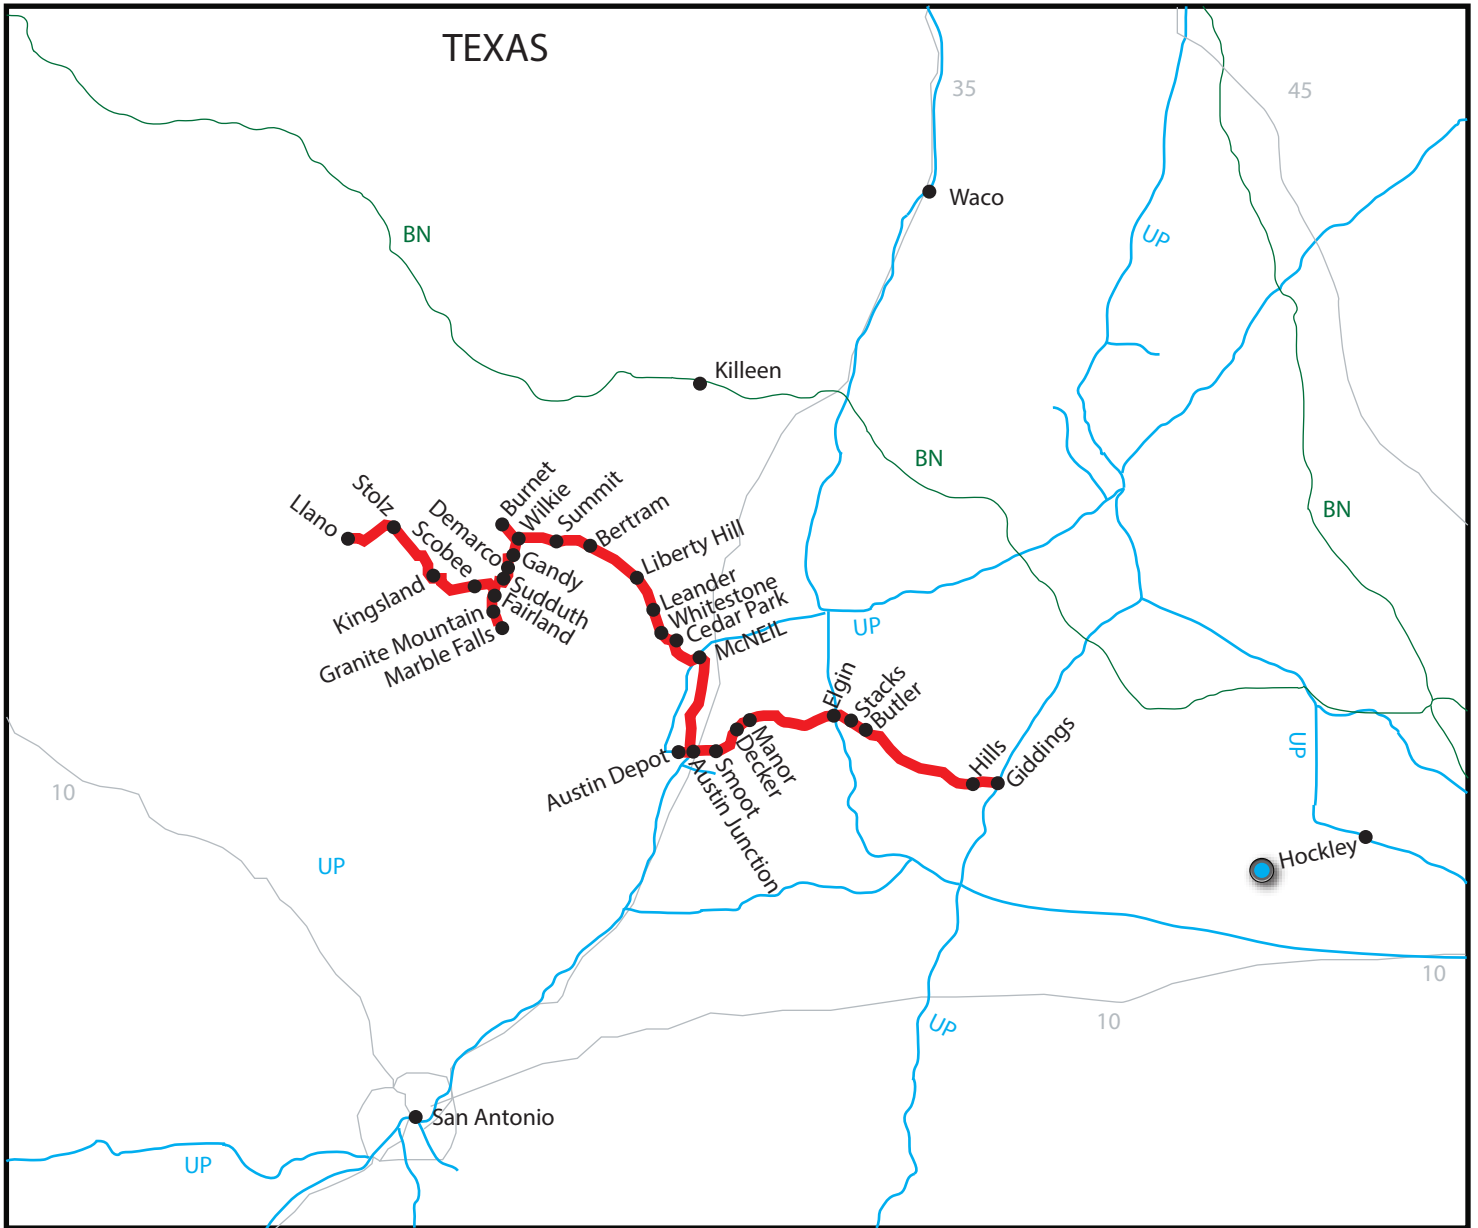 TEXAS
35
45
Waco
UP
BN
Killeen
BN
BN
Burnet
Wilkie
Summit
Stolz
Llano
Demarco
Bertram
Scobee
Liberty Hill
Gandy
Kingsland
Sudduth
Leander
Fairland
Whitestone
Cedar Park
Granite Mountain
Marble Falls
McNEIL
UP
Elgin
Stacks
Butler
Manor
Decker
Hills
Giddings
UP
Austin Depot
Smoot
Austin Junction
10
UP
Hockley
10
UP
10
San Antonio
UP